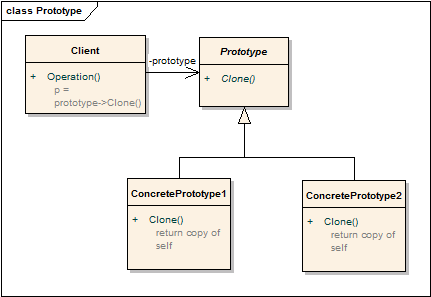 class Prototype
Client
+ Operation()
p =
prototype->Clone()
-prototype
Prototype
+ Clone()
ConcretePrototype1
+ Clone()
return copy of
self
ConcretePrototype2
+ Clone()
return copy of
self